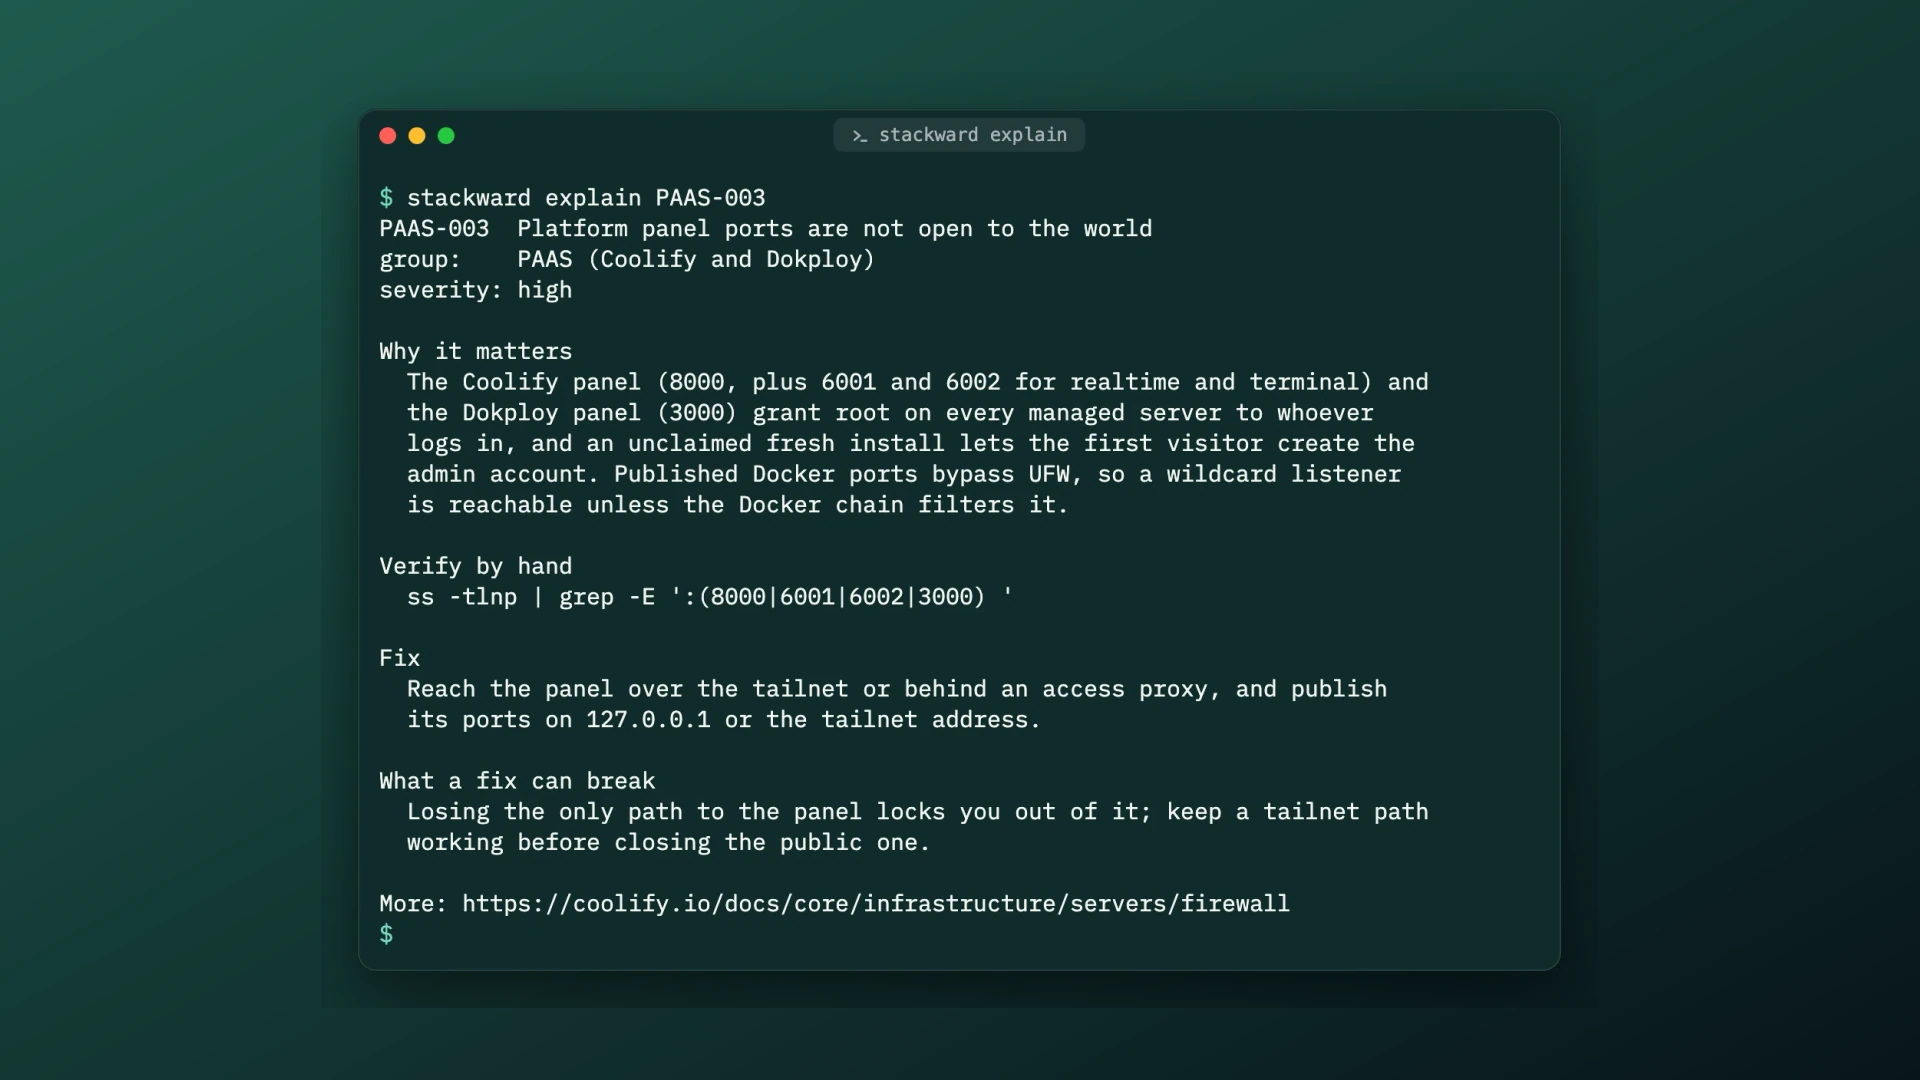 >_ stackward explain
$ stackward explain PAAS-003
PAAS-003  Platform panel ports are not open to the world
group:    PAAS (Coolify and Dokploy)
severity: high
Why it matters
The Coolify panel (8000, plus 6001 and 6002 for realtime and terminal) and
the Dokploy panel (3000) grant root on every managed server to whoever
logs in, and an unclaimed fresh install lets the first visitor create the
admin account. Published Docker ports bypass UFW, so a wildcard listener
is reachable unless the Docker chain filters it.
Verify by hand
ss -tlnp | grep -E ':(8000|6001|6002|3000) '
Fix
Reach the panel over the tailnet or behind an access proxy, and publish
its ports on 127.0.0.1 or the tailnet address.
What a fix can break
Losing the only path to the panel locks you out of it; keep a tailnet path
working before closing the public one.
More: https://coolify.io/docs/core/infrastructure/servers/firewall
$